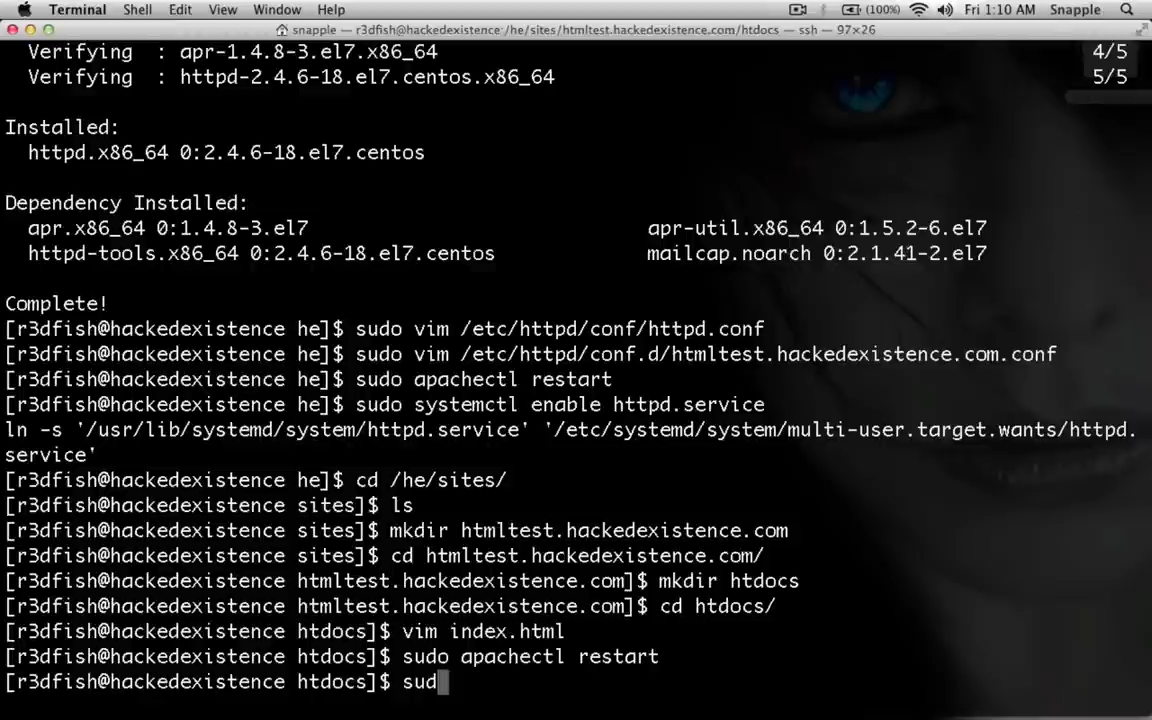 Terminal Shell Edit View Window Help (100%) Fri 1:10 AM Snapple
snapple — r3dfish@hackedexistence:/he/sites/htmltest.hackedexistence.com/htdocs — ssh — 97×26
Verifying : apr-1.4.8-3.el7.x86_64 4/5
Verifying : httpd-2.4.6-18.el7.centos.x86_64 5/5
Installed:
httpd.x86_64 0:2.4.6-18.el7.centos
Dependency Installed:
apr.x86_64 0:1.4.8-3.el7 apr-util.x86_64 0:1.5.2-6.el7
httpd-tools.x86_64 0:2.4.6-18.el7.centos mailcap.noarch 0:2.1.41-2.el7
Complete!
[r3dfish@hackedexistence he]$ sudo vim /etc/httpd/conf/httpd.conf
[r3dfish@hackedexistence he]$ sudo vim /etc/httpd/conf.d/htmltest.hackedexistence.com.conf
[r3dfish@hackedexistence he]$ sudo apachectl restart
[r3dfish@hackedexistence he]$ sudo systemctl enable httpd.service
ln -s '/usr/lib/systemd/system/httpd.service' '/etc/systemd/system/multi-user.target.wants/httpd.
service'
[r3dfish@hackedexistence he]$ cd /he/sites/
[r3dfish@hackedexistence sites]$ ls
[r3dfish@hackedexistence sites]$ mkdir htmltest.hackedexistence.com
[r3dfish@hackedexistence sites]$ cd htmltest.hackedexistence.com/
[r3dfish@hackedexistence htmltest.hackedexistence.com]$ mkdir htdocs
[r3dfish@hackedexistence htmltest.hackedexistence.com]$ cd htdocs/
[r3dfish@hackedexistence htdocs]$ vim index.html
[r3dfish@hackedexistence htdocs]$ sudo apachectl restart
[r3dfish@hackedexistence htdocs]$ sud